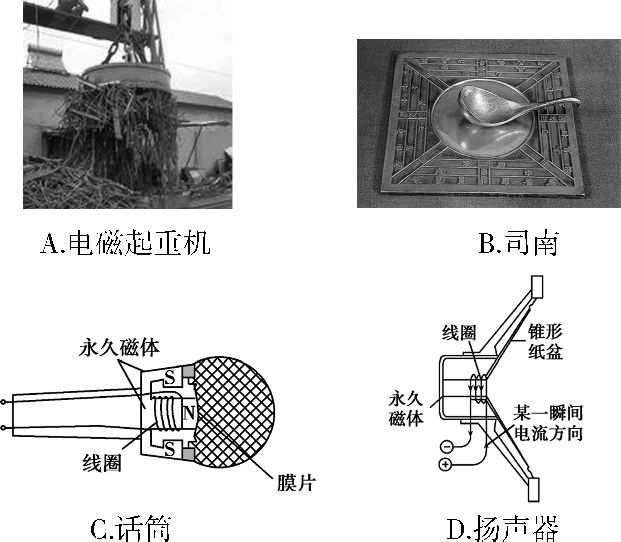 A.电磁起重机
B.司南
永久磁体
S
N
S
线圈
膜片
C.话筒
线圈
锥形
纸盆
永久
磁体
某一瞬间
电流方向
D.扬声器